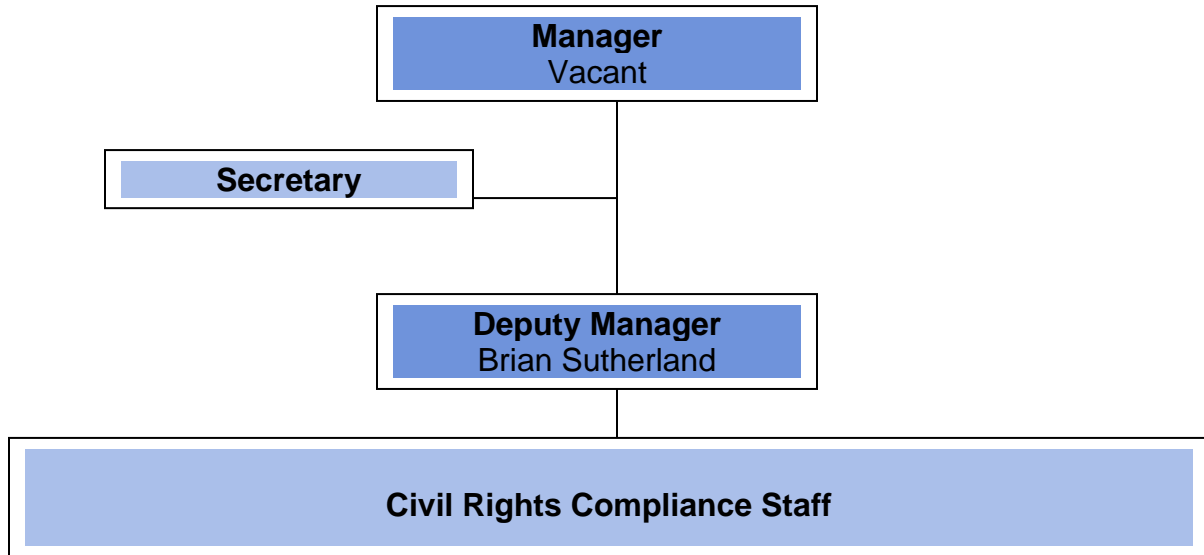 Manager
Vacant
Secretary
Deputy Manager
Brian Sutherland
Civil Rights Compliance Staff